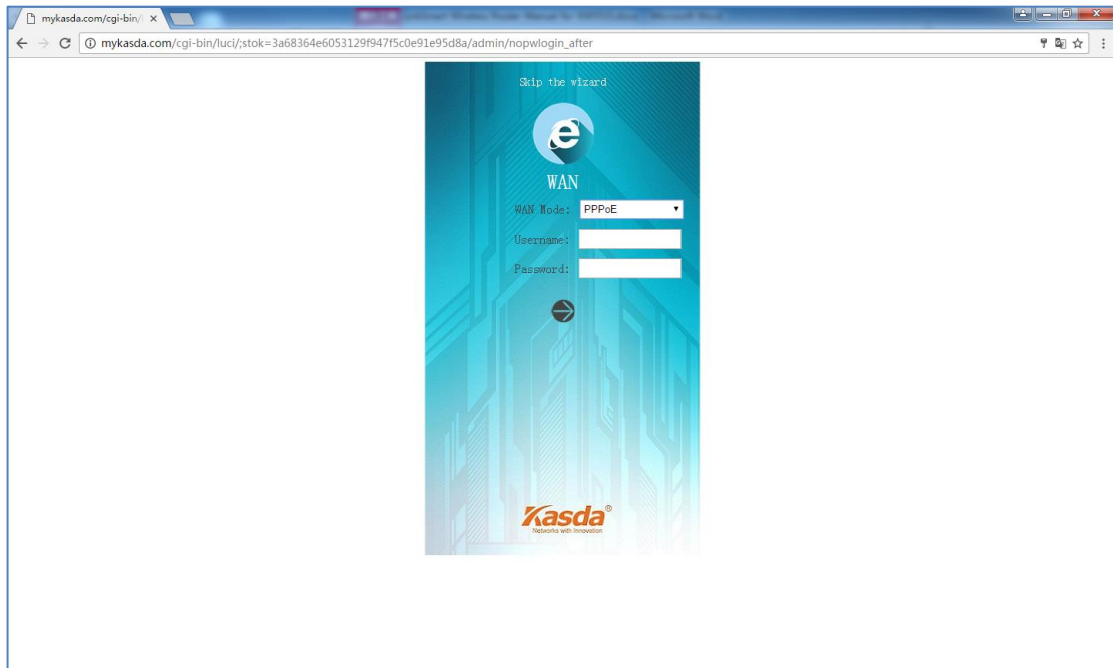 mykasda.com/cgi-bin/l
mykasda.com/cgi-bin/luci/;stok=3a68364e6053129f947f5c0e91e95d8a/admin/nopwlogin_after
Skip the wizard
WAN
WAN Mode: PPPoE
Username:
Password:
Kasda®
Networks with Innovation